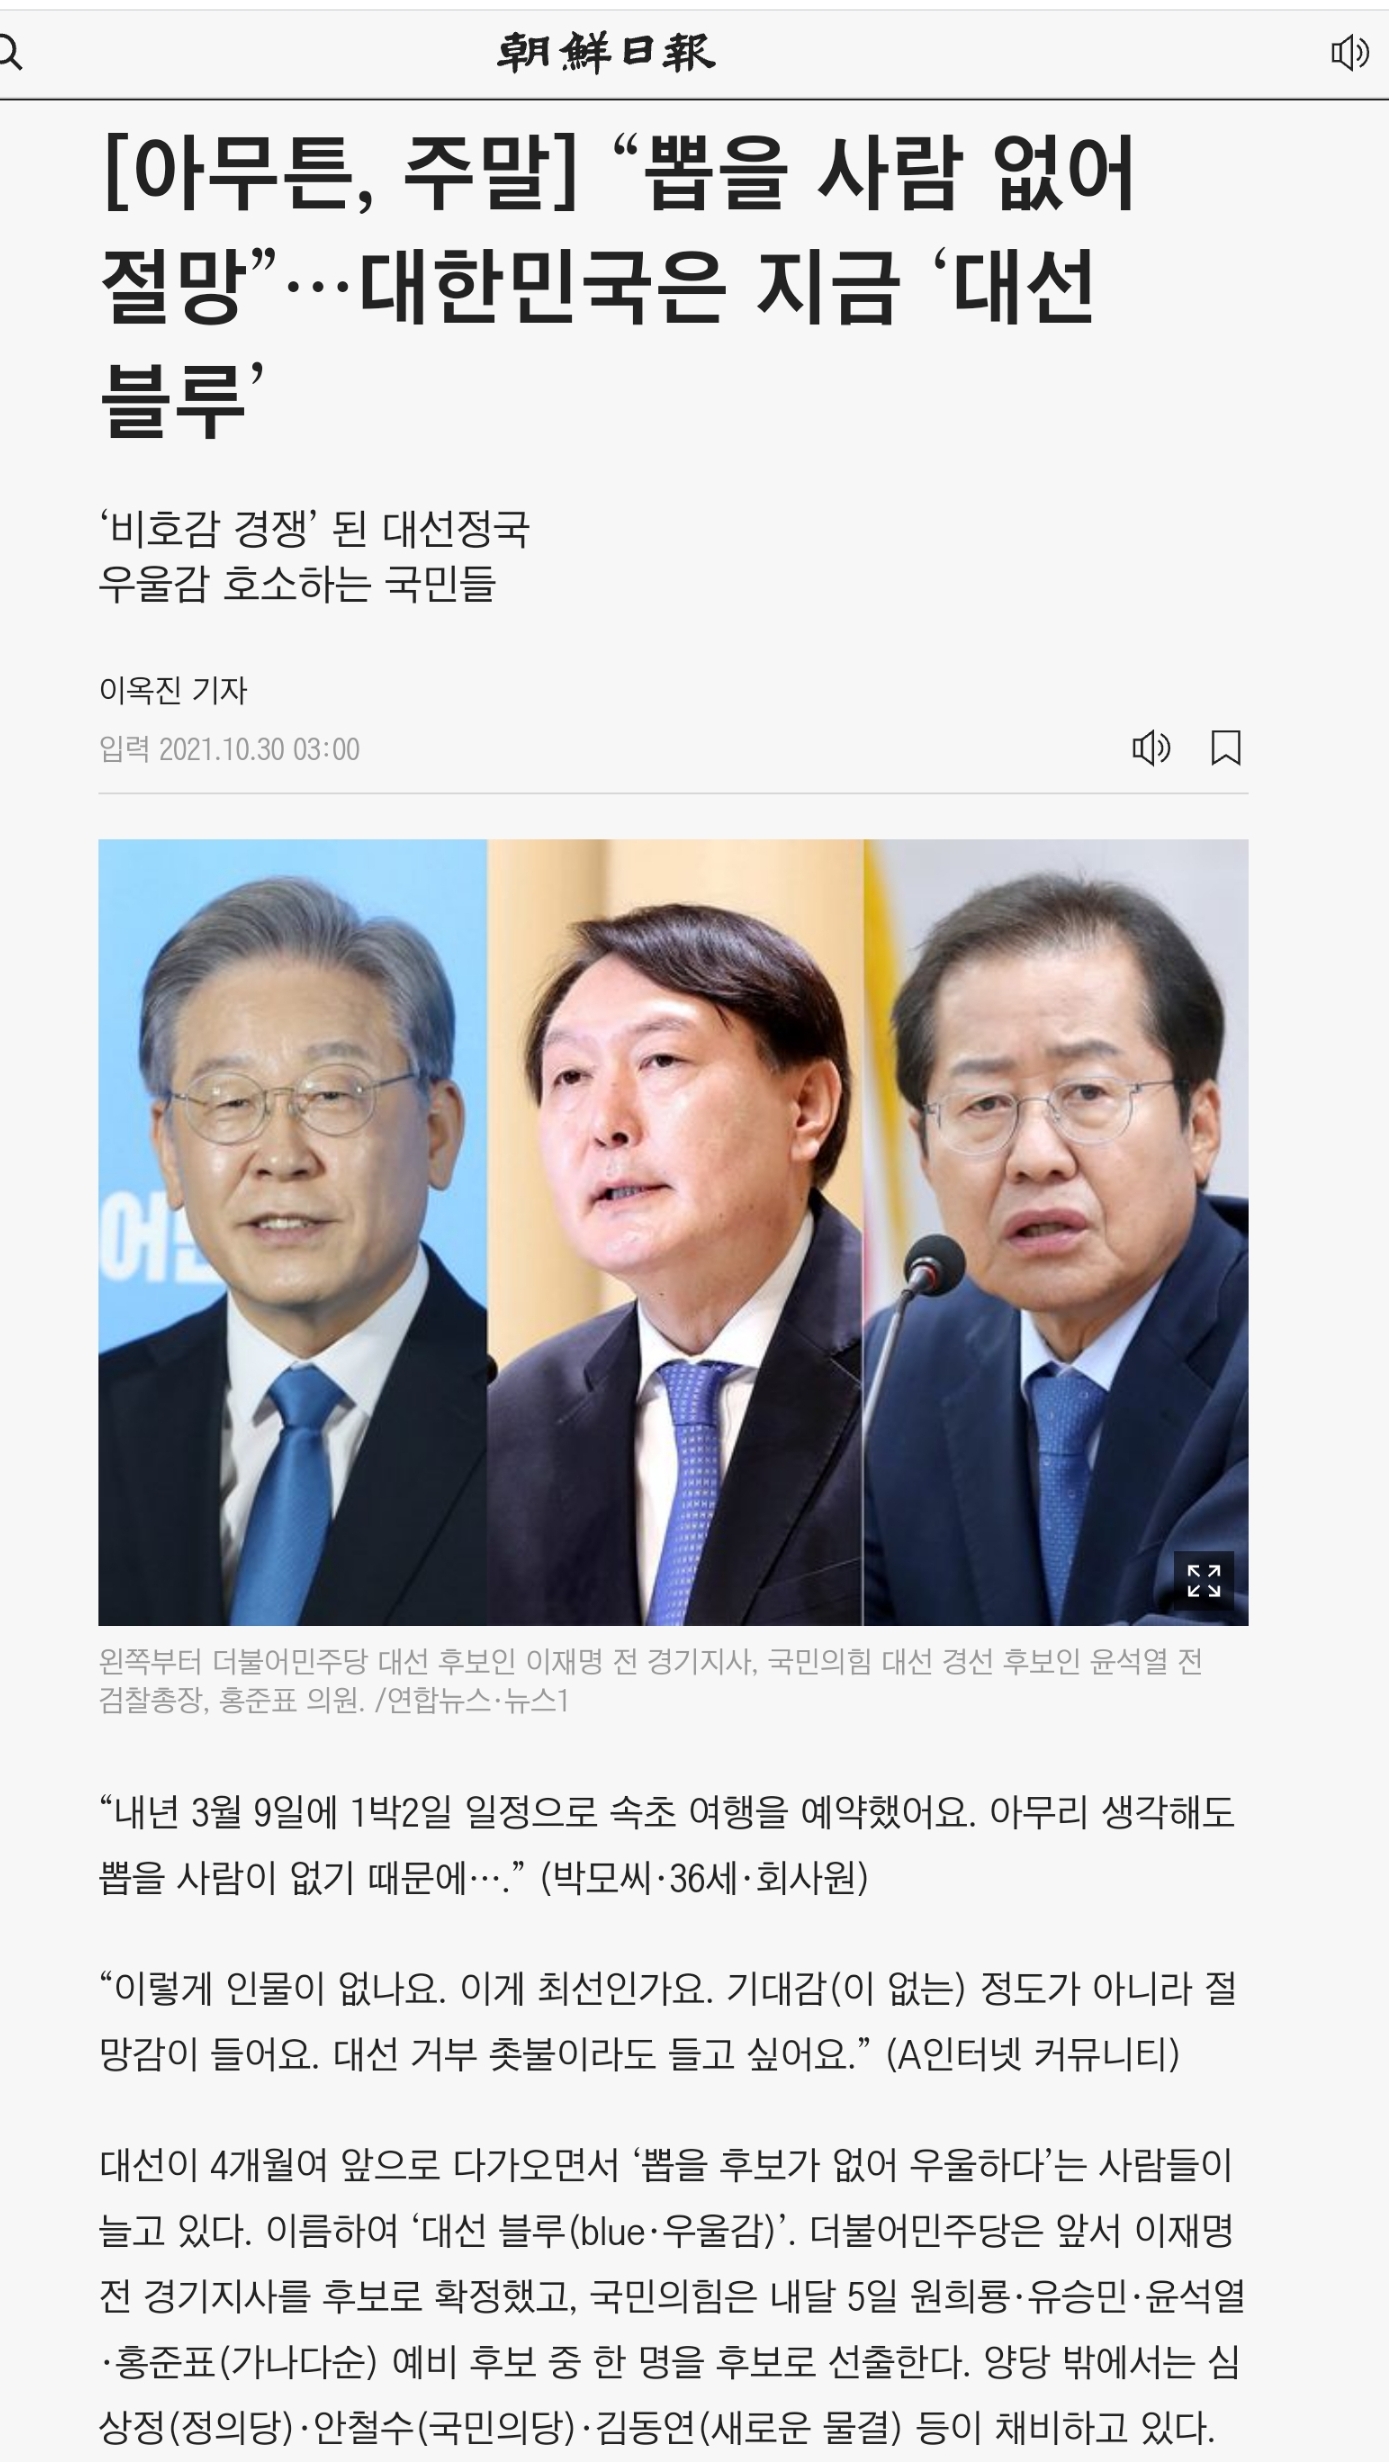 朝鮮日報
[아무튼, 주말] “뽑을 사람 없어
절망”…대한민국은 지금 ‘대선
블루’
‘비호감 경쟁’ 된 대선정국
우울감 호소하는 국민들
이옥진 기자
입력 2021.10.30 03:00
어민
왼쪽부터 더불어민주당 대선 후보인 이재명 전 경기지사, 국민의힘 대선 경선 후보인 윤석열 전
검찰총장, 홍준표 의원. /연합뉴스·뉴스1
“내년 3월 9일에 1박2일 일정으로 속초 여행을 예약했어요. 아무리 생각해도
뽑을 사람이 없기 때문에….” (박모씨·36세·회사원)
“이렇게 인물이 없나요. 이게 최선인가요. 기대감(이 없는) 정도가 아니라 절
망감이 들어요. 대선 거부 촛불이라도 들고 싶어요.” (A인터넷 커뮤니티)
대선이 4개월여 앞으로 다가오면서 ‘뽑을 후보가 없어 우울하다’는 사람들이
늘고 있다. 이름하여 ‘대선 블루(blue·우울감)’. 더불어민주당은 앞서 이재명
전 경기지사를 후보로 확정했고, 국민의힘은 내달 5일 원희룡·유승민·윤석열
·홍준표(가나다순) 예비 후보 중 한 명을 후보로 선출한다. 양당 밖에서는 심
상정(정의당)·안철수(국민의당)·김동연(새로운 물결) 등이 채비하고 있다.